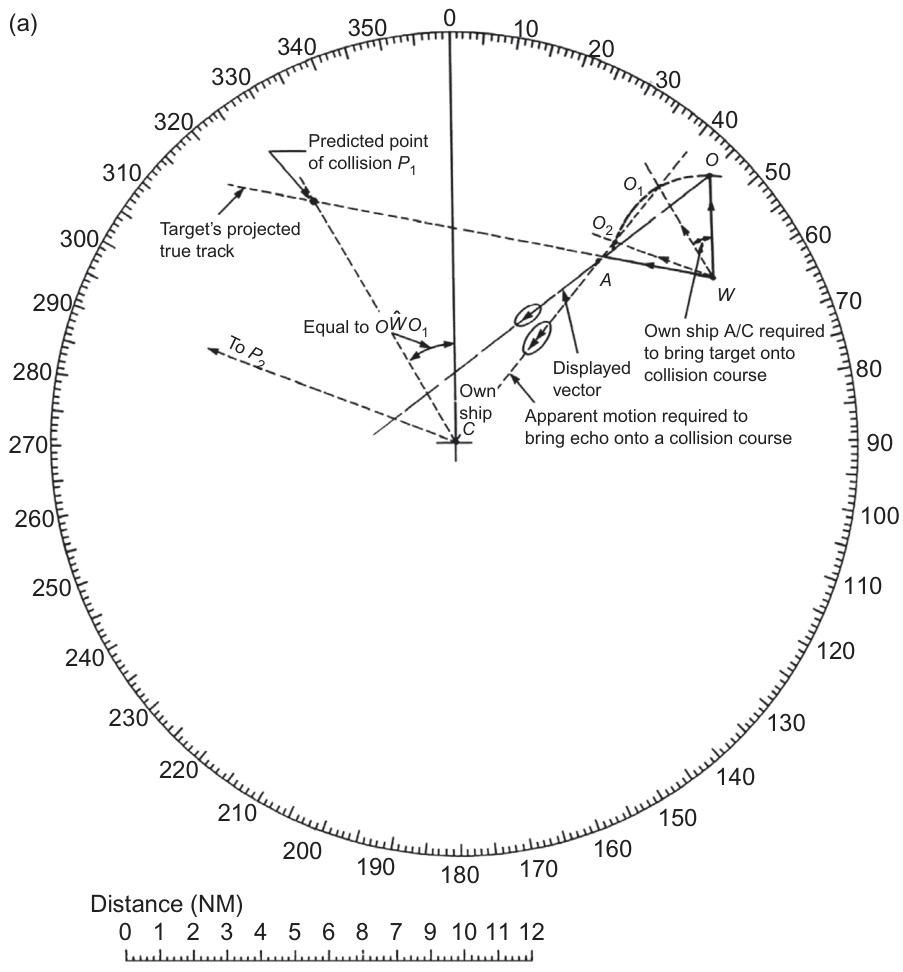 (a)
0
10
20
30
40
50
60
70
80
90
100
110
120
130
140
150
160
170
180
190
200
210
220
230
240
250
260
270
280
290
300
310
320
330
340
350
Predicted point
of collision P₁
Target's projected
true track
Equal to OŴO₁
To P₂
Own
ship
C
O
O₁
O₂
A
W
Displayed
vector
Own ship A/C required
to bring target onto
collision course
Apparent motion required to
bring echo onto a collision course
Distance (NM)
0 1 2 3 4 5 6 7 8 9 10 11 12